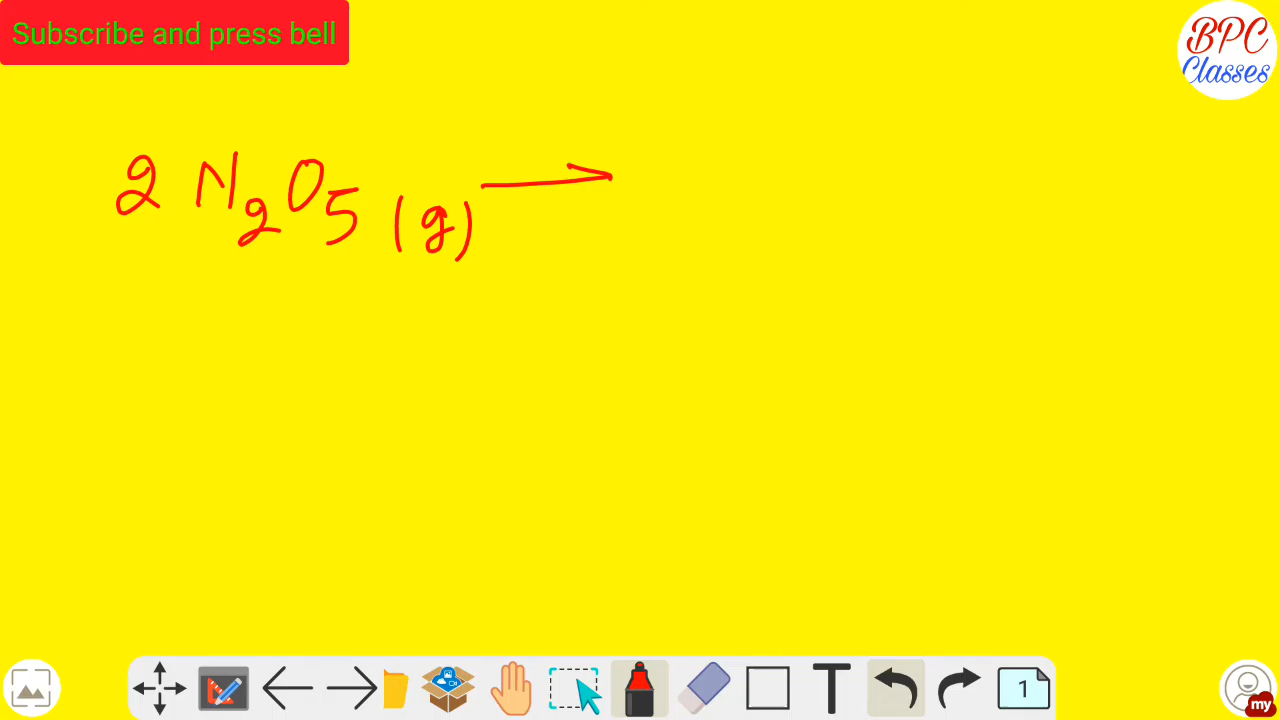 Subscribe and press bell
BPC
Classes
2 N₂O₅ (g) →
1
my